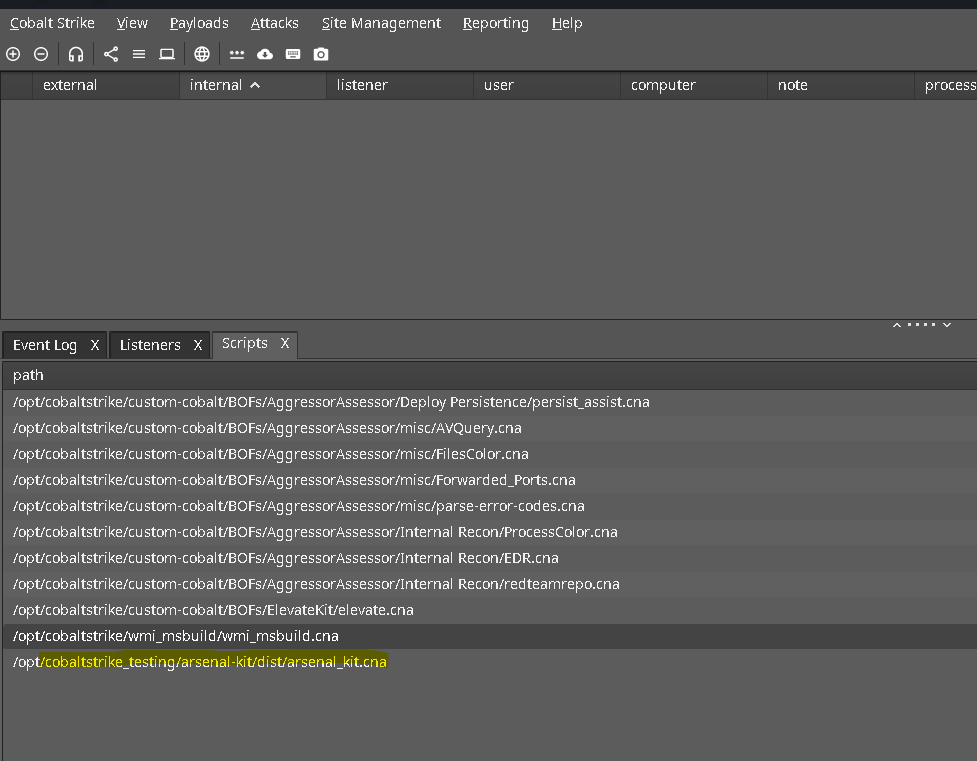 Cobalt Strike View Payloads Attacks Site Management Reporting Help
external internal listener user computer note process
Event Log X Listeners X Scripts X
path
/opt/cobaltstrike/custom-cobalt/BOFs/AggressorAssessor/Deploy Persistence/persist_assist.cna
/opt/cobaltstrike/custom-cobalt/BOFs/AggressorAssessor/misc/AVQuery.cna
/opt/cobaltstrike/custom-cobalt/BOFs/AggressorAssessor/misc/FilesColor.cna
/opt/cobaltstrike/custom-cobalt/BOFs/AggressorAssessor/misc/Forwarded_Ports.cna
/opt/cobaltstrike/custom-cobalt/BOFs/AggressorAssessor/misc/parse-error-codes.cna
/opt/cobaltstrike/custom-cobalt/BOFs/AggressorAssessor/Internal Recon/ProcessColor.cna
/opt/cobaltstrike/custom-cobalt/BOFs/AggressorAssessor/Internal Recon/EDR.cna
/opt/cobaltstrike/custom-cobalt/BOFs/AggressorAssessor/Internal Recon/redteamrepo.cna
/opt/cobaltstrike/custom-cobalt/BOFs/ElevateKit/elevate.cna
/opt/cobaltstrike/wmi_msbuild/wmi_msbuild.cna
/opt/cobaltstrike_testing/arsenal-kit/dist/arsenal_kit.cna